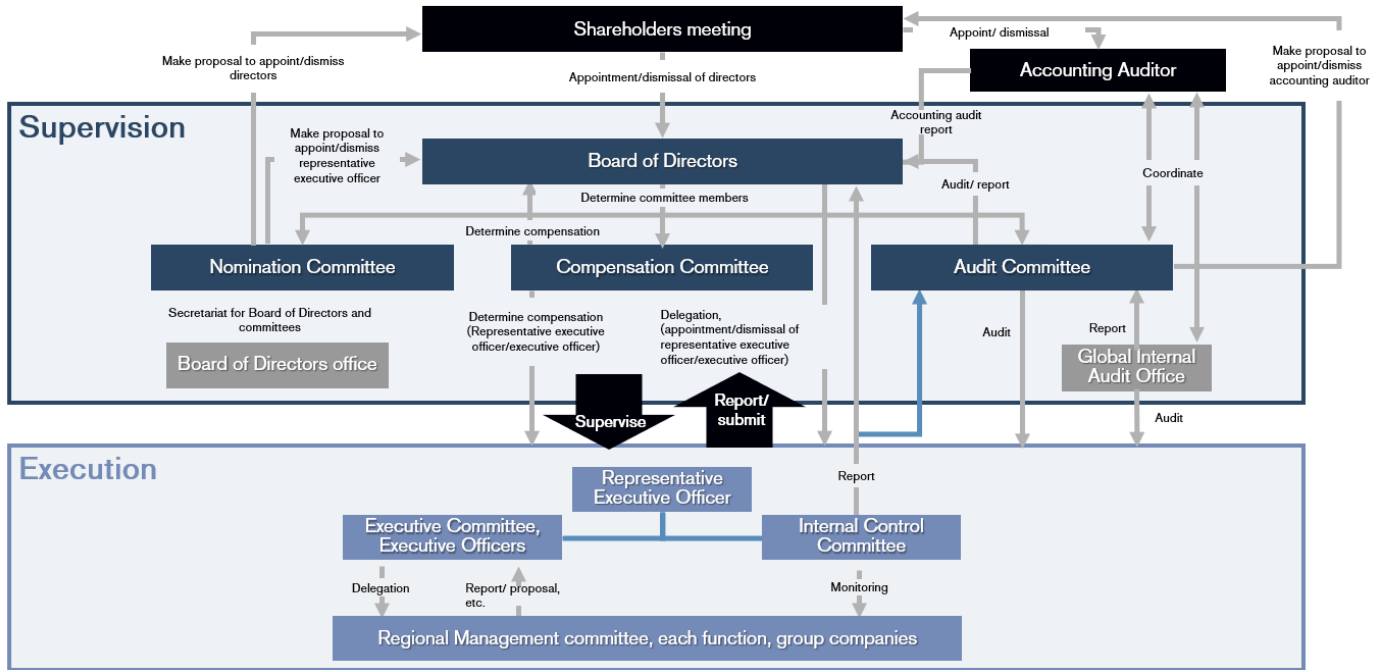 Shareholders meeting
Appoint/ dismissal
Make proposal to appoint/dismiss
directors
Appointment/dismissal of directors
Accounting Auditor
Make proposal to
appoint/dismiss
accounting auditor
Supervision
Make proposal to
appoint/dismiss
representative
executive officer
Accounting audit
report
Board of Directors
Audit/ report
Coordinate
Determine committee members
Determine compensation
Nomination Committee
Compensation Committee
Audit Committee
Secretariat for Board of Directors and
committees
Board of Directors office
Determine compensation
(Representative executive
officer/executive officer)
Delegation,
(appointment/dismissal of
representative executive
officer/executive officer)
Audit
Report
Global Internal
Audit Office
Supervise
Report/
submit
Audit
Execution
Representative
Executive Officer
Report
Executive Committee,
Executive Officers
Internal Control
Committee
Delegation
Report/ proposal,
etc.
Monitoring
Regional Management committee, each function, group companies